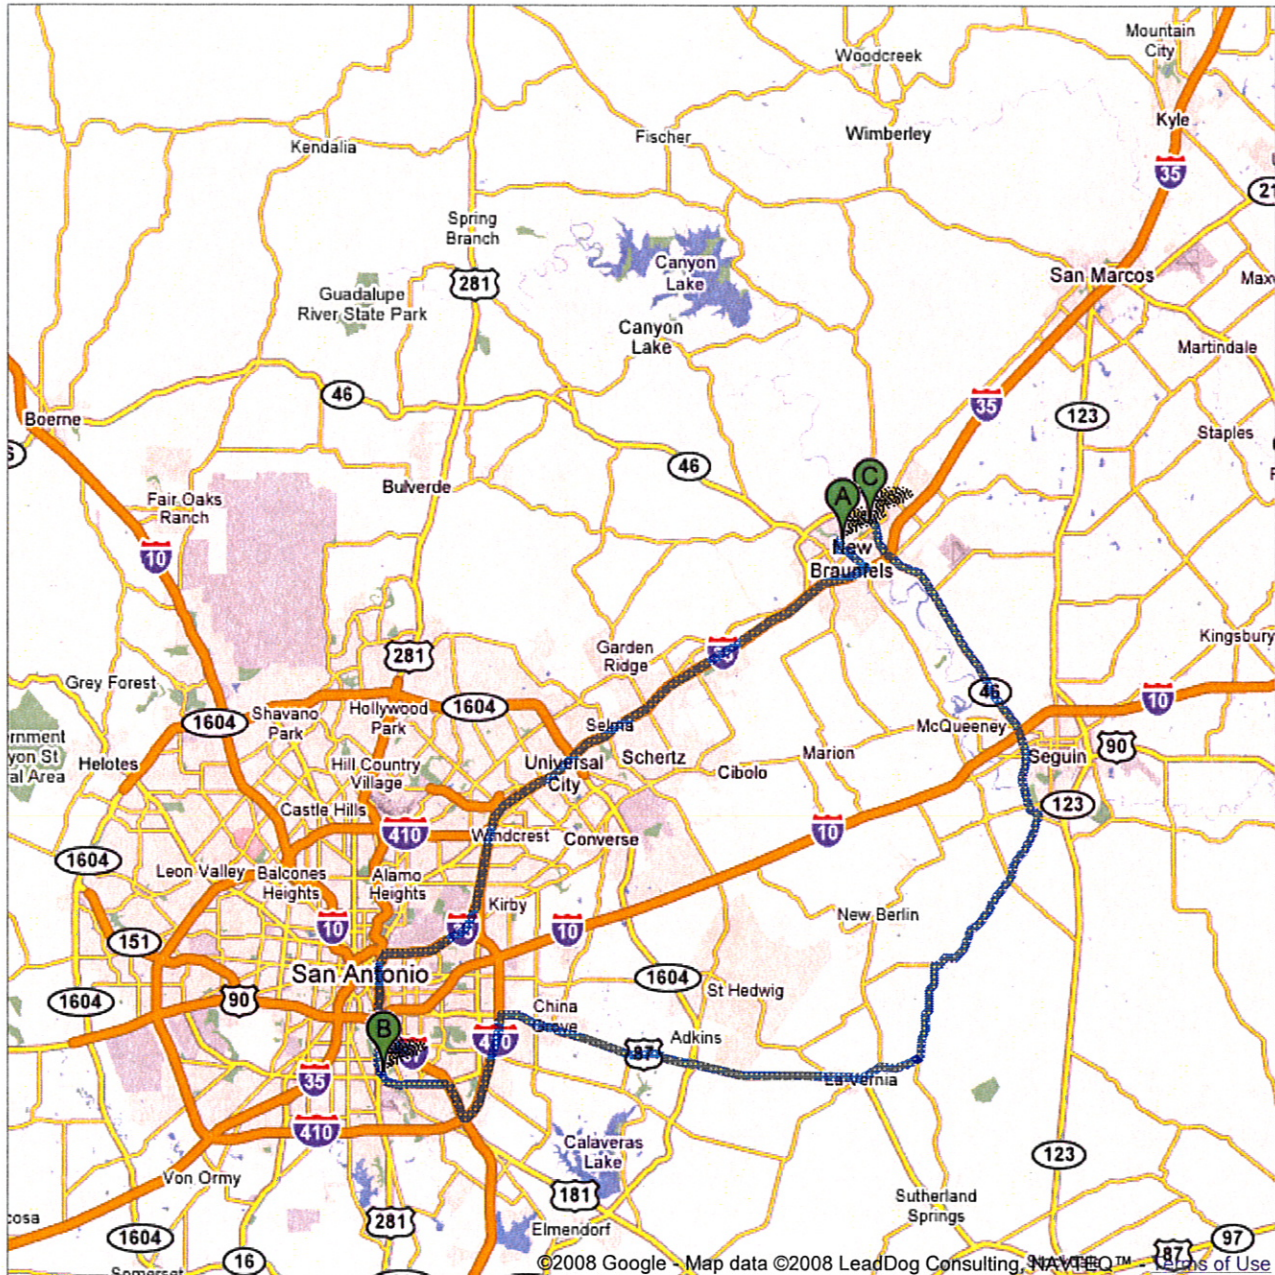 Mountain
City
Woodcreek
Kyle
Fischer
Wimberley
Kendalia
35
21
Spring
Branch
Canyon
Lake
San Marcos
281
Guadalupe
River State Park
Canyon
Lake
Martindale
46
35
123
Boerne
Staples
46
Bulverde
A
C
Fair Oaks
Ranch
10
New
Braunfels
Kingsbury
Garden
Ridge
281
Grey Forest
46
10
1604
Shavano
Park
Hollywood
Park
1604
Selma
McQueeney
90
Helotes
Hill Country
Village
Universal
City
Schertz
Cibolo
Marion
Seguin
Castle Hills
123
410
Windcrest
Converse
10
1604
Leon Valley
Balcones
Heights
Alamo
Heights
Kirby
New Berlin
10
35
10
151
San Antonio
1604
St Hedwig
1604
90
China
Grove
B
Adkins
410
87
La Vernia
35
410
Calaveras
Lake
123
Von Ormy
181
Sutherland
Springs
281
Elmendorf
1604
16
97
87
Somerset
©2008 Google - Map data ©2008 LeadDog Consulting, NAVTEQ™ - Terms of Use